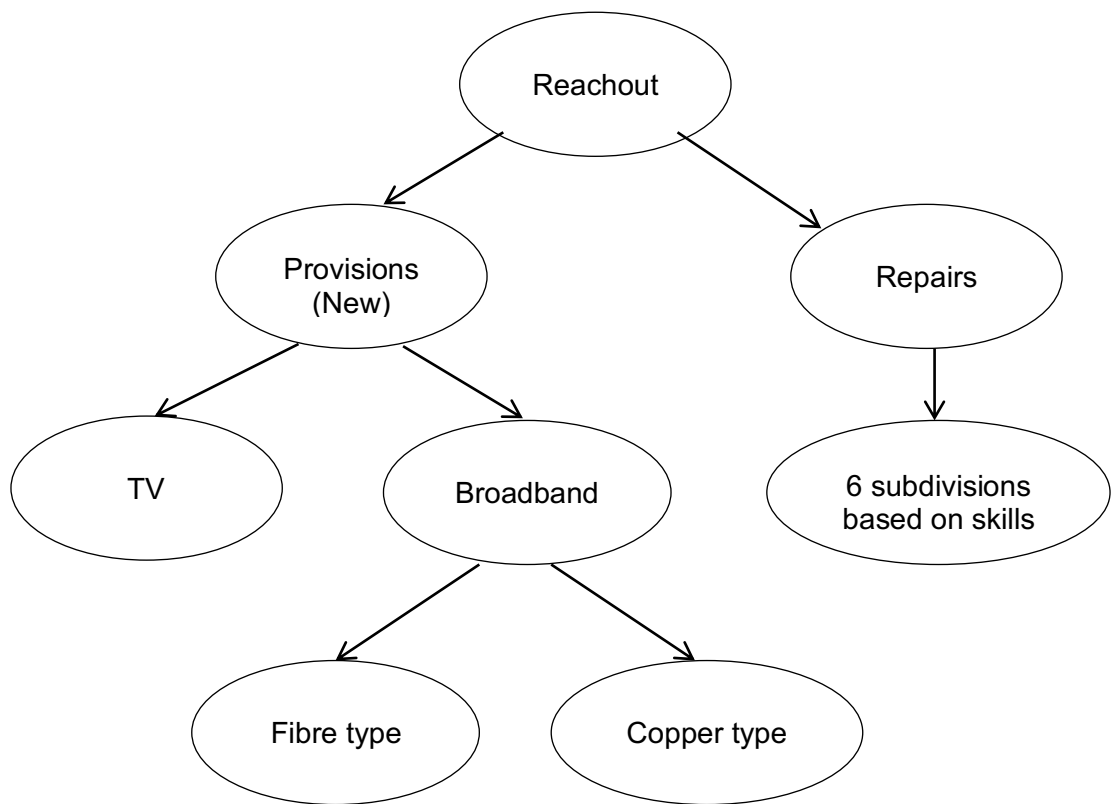 Reachout
Provisions
(New)
Repairs
TV
Broadband
6 subdivisions
based on skills
Fibre type
Copper type